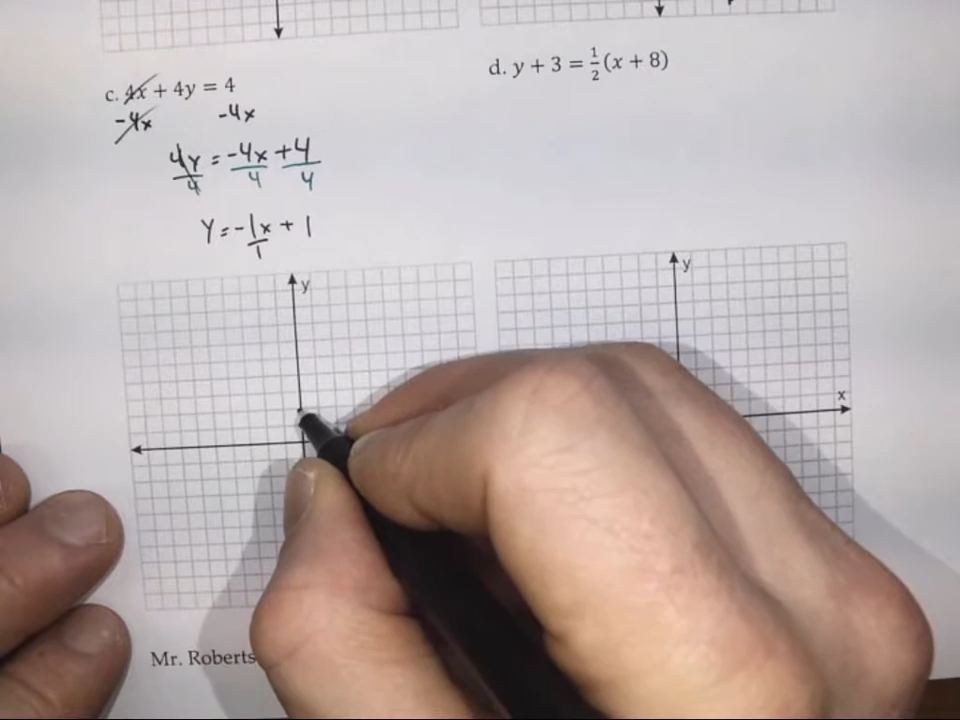 c. 4x + 4y = 4
-4x -4x
4y = -4x + 4
4 4 4
y = -1x + 1
1
y
d. y + 3 = 1/2 (x + 8)
y
x
Mr. Roberts